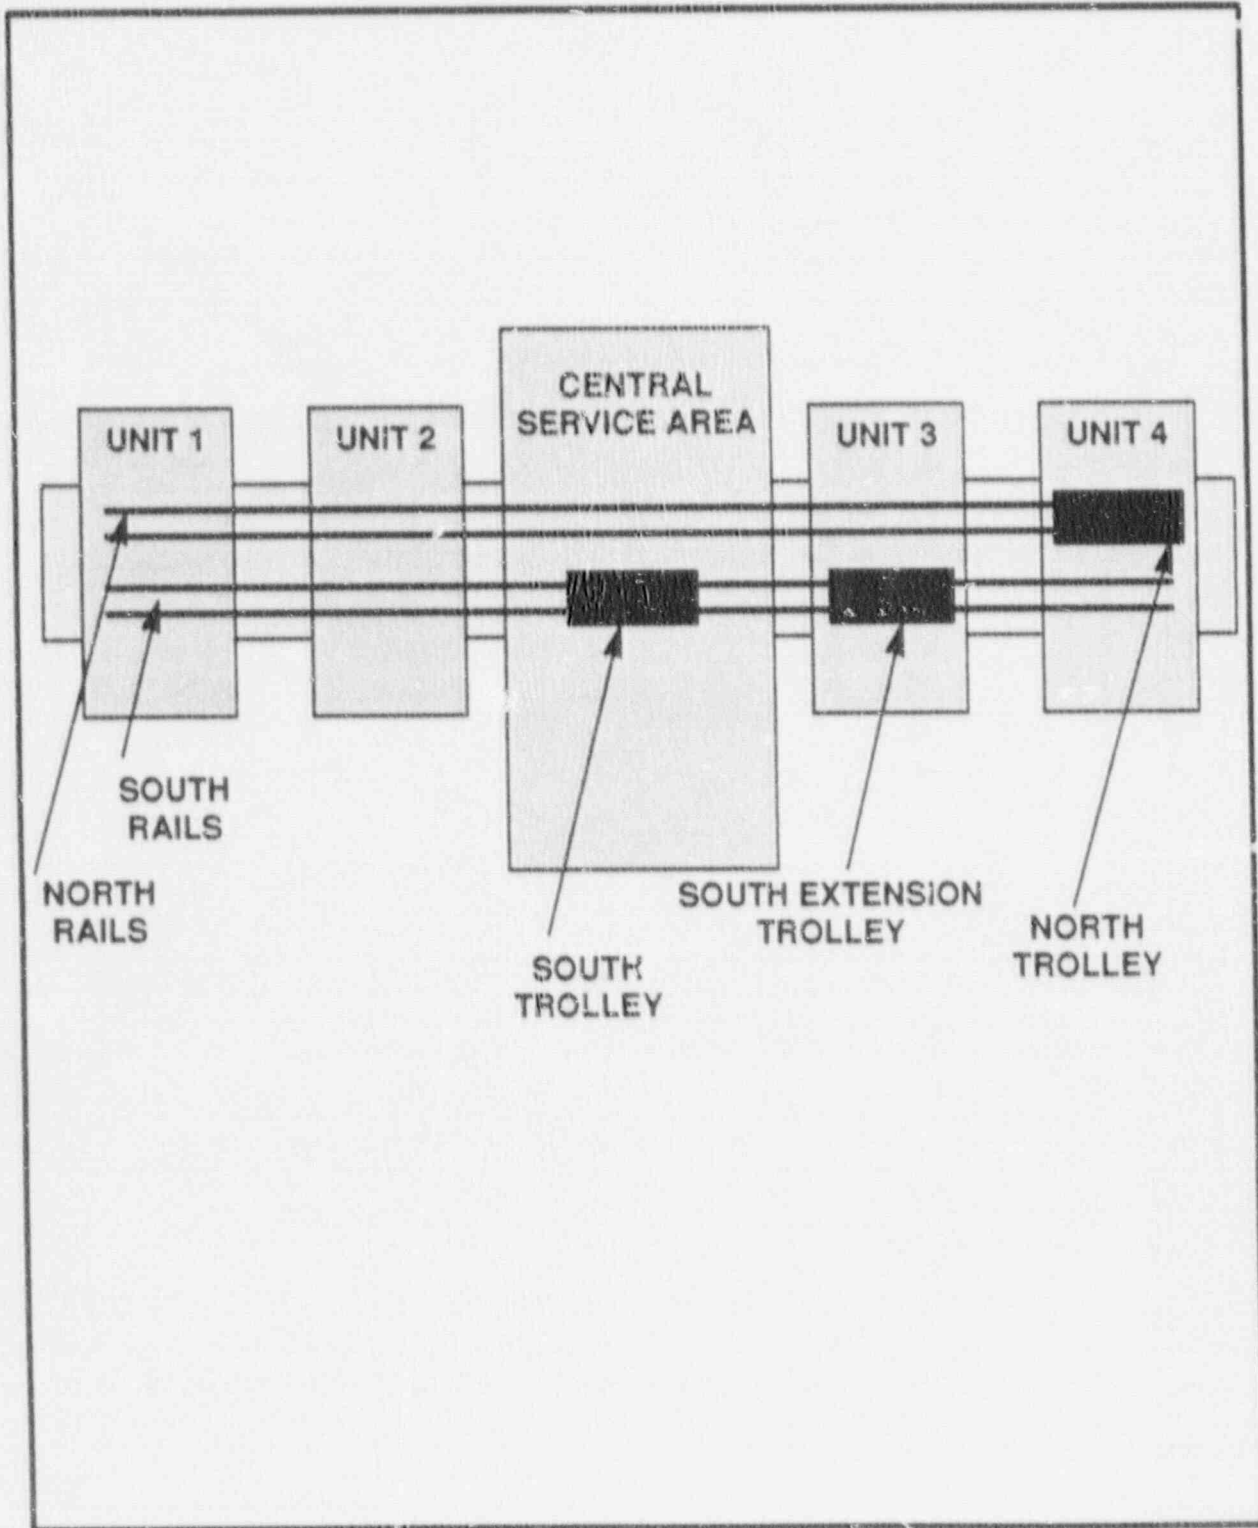 CENTRAL
SERVICE AREA
UNIT 1
UNIT 2
UNIT 3
UNIT 4
SOUTH
RAILS
NORTH
RAILS
SOUTH
TROLLEY
SOUTH EXTENSION
TROLLEY
NORTH
TROLLEY